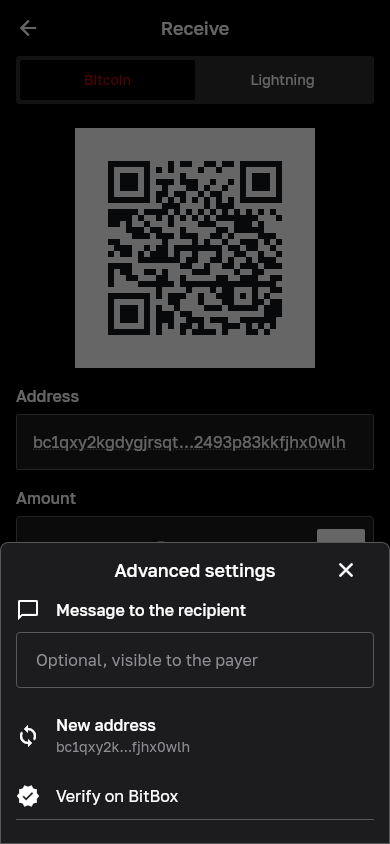 Receive
Bitcoin
Lightning
Address
bc1qxy2kgdygjrsqt...2493p83kkfjhx0wlh
Amount
Advanced settings
Message to the recipient
Optional, visible to the payer
New address
bc1qxy2k...fjhx0wlh
Verify on BitBox